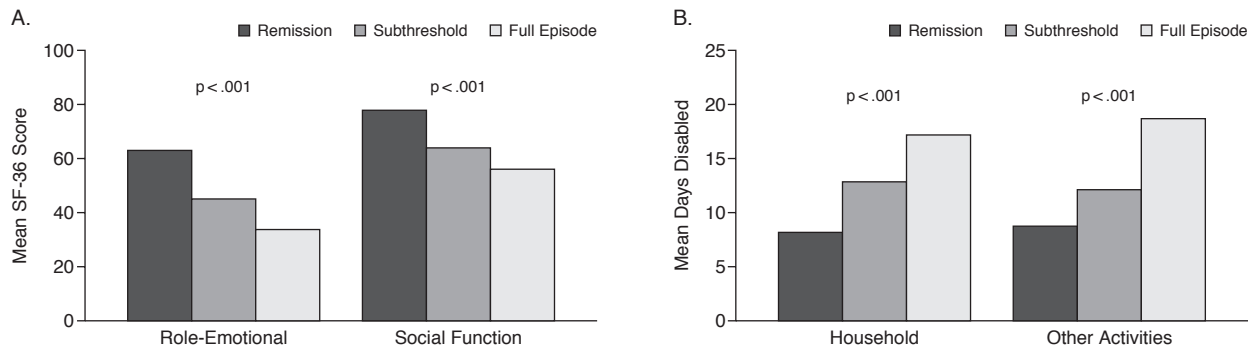 A.
Remission Subthreshold Full Episode
Mean SF-36 Score
100
80
60
40
20
0
p < .001
p < .001
Role-Emotional
Social Function
B.
Remission Subthreshold Full Episode
Mean Days Disabled
25
20
15
10
5
0
p < .001
p < .001
Household
Other Activities